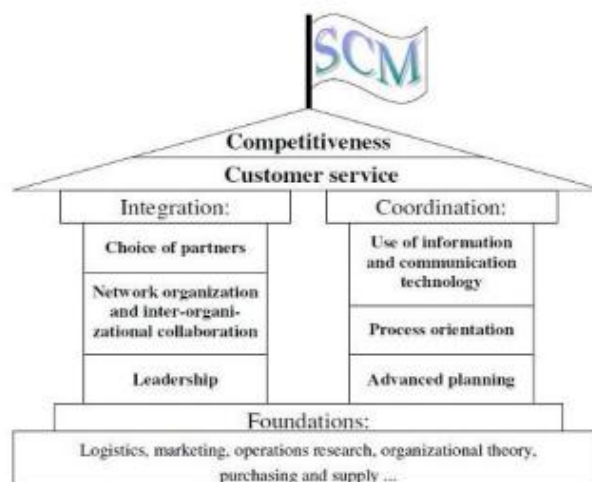 SCM
Competitiveness
Customer service
Integration:
Choice of partners
Network organization
and inter-organi-
zational collaboration
Leadership
Coordination:
Use of information
and communication
technology
Process orientation
Advanced planning
Foundations:
Logistics, marketing, operations research, organizational theory,
purchasing and supply ...